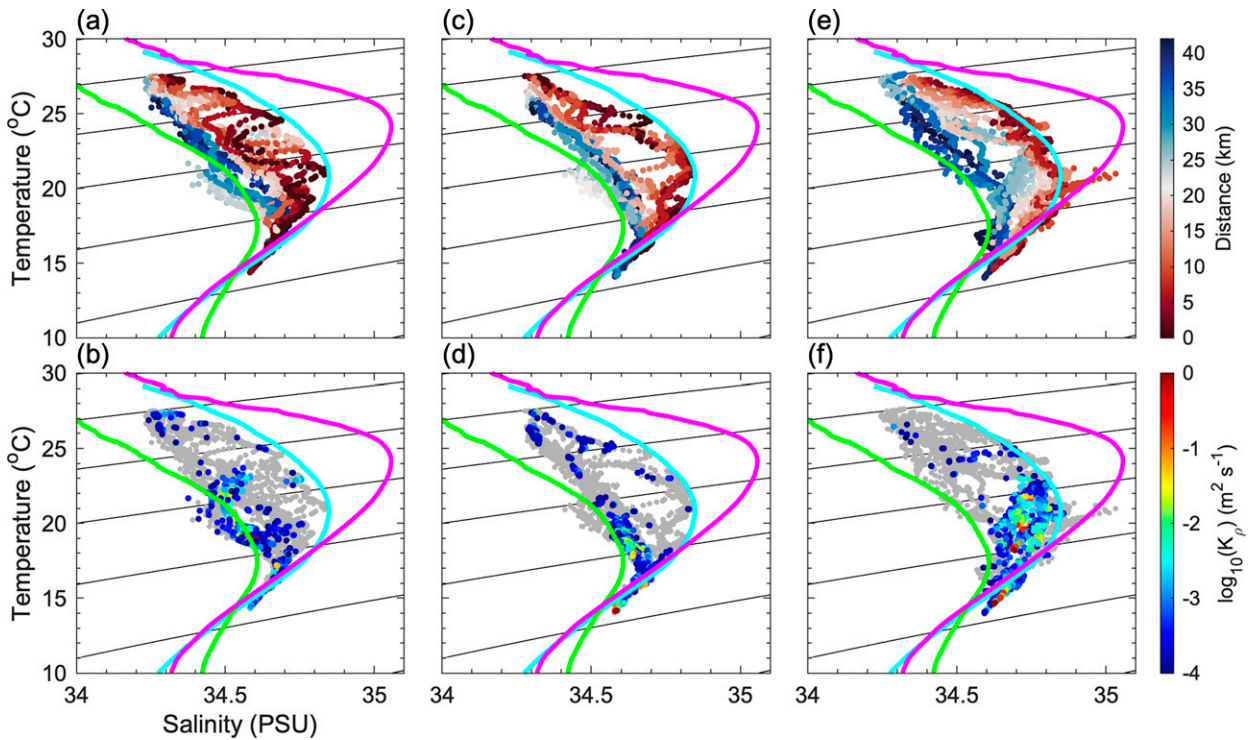 (a) (c) (e)
30
25
20
15
10
Temperature (°C)
40
35
30
25
20
15
10
5
0
Distance (km)
(b) (d) (f)
30
25
20
15
10
Temperature (°C)
34 34.5 35
34 34.5 35
34 34.5 35
Salinity (PSU)
0
-1
-2
-3
-4
log10(Kρ) (m² s⁻¹)